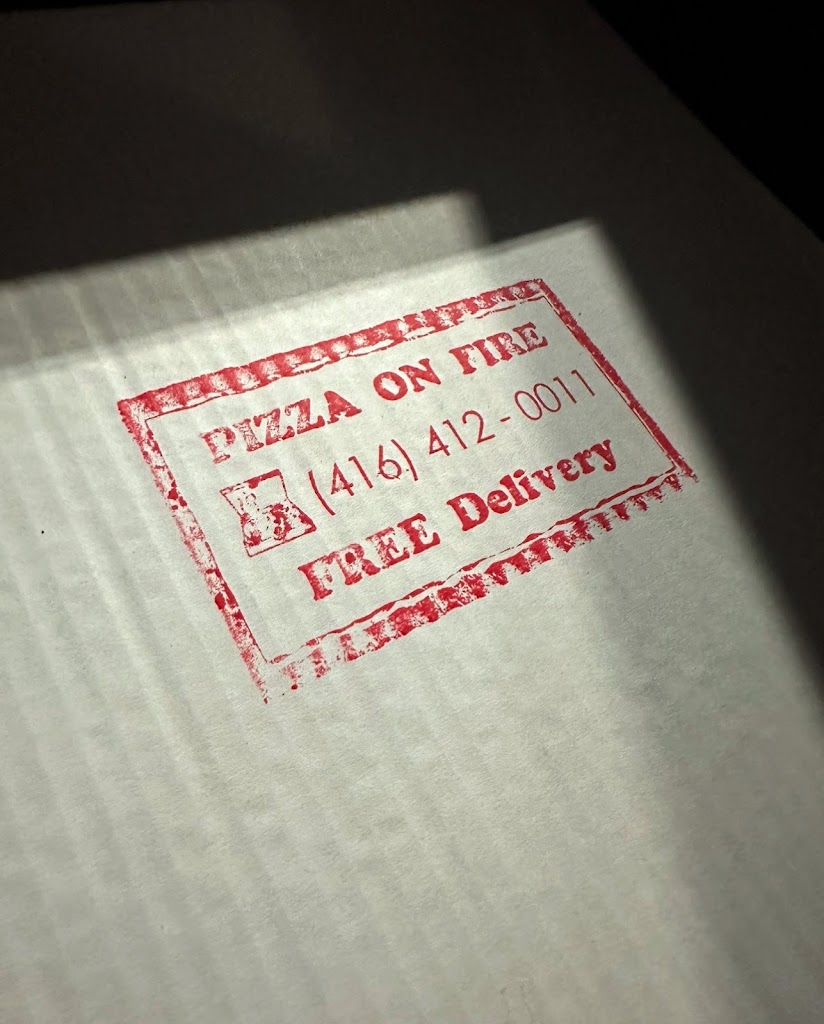 PIZZA ON FIRE
(416) 412-0011
FREE Delivery